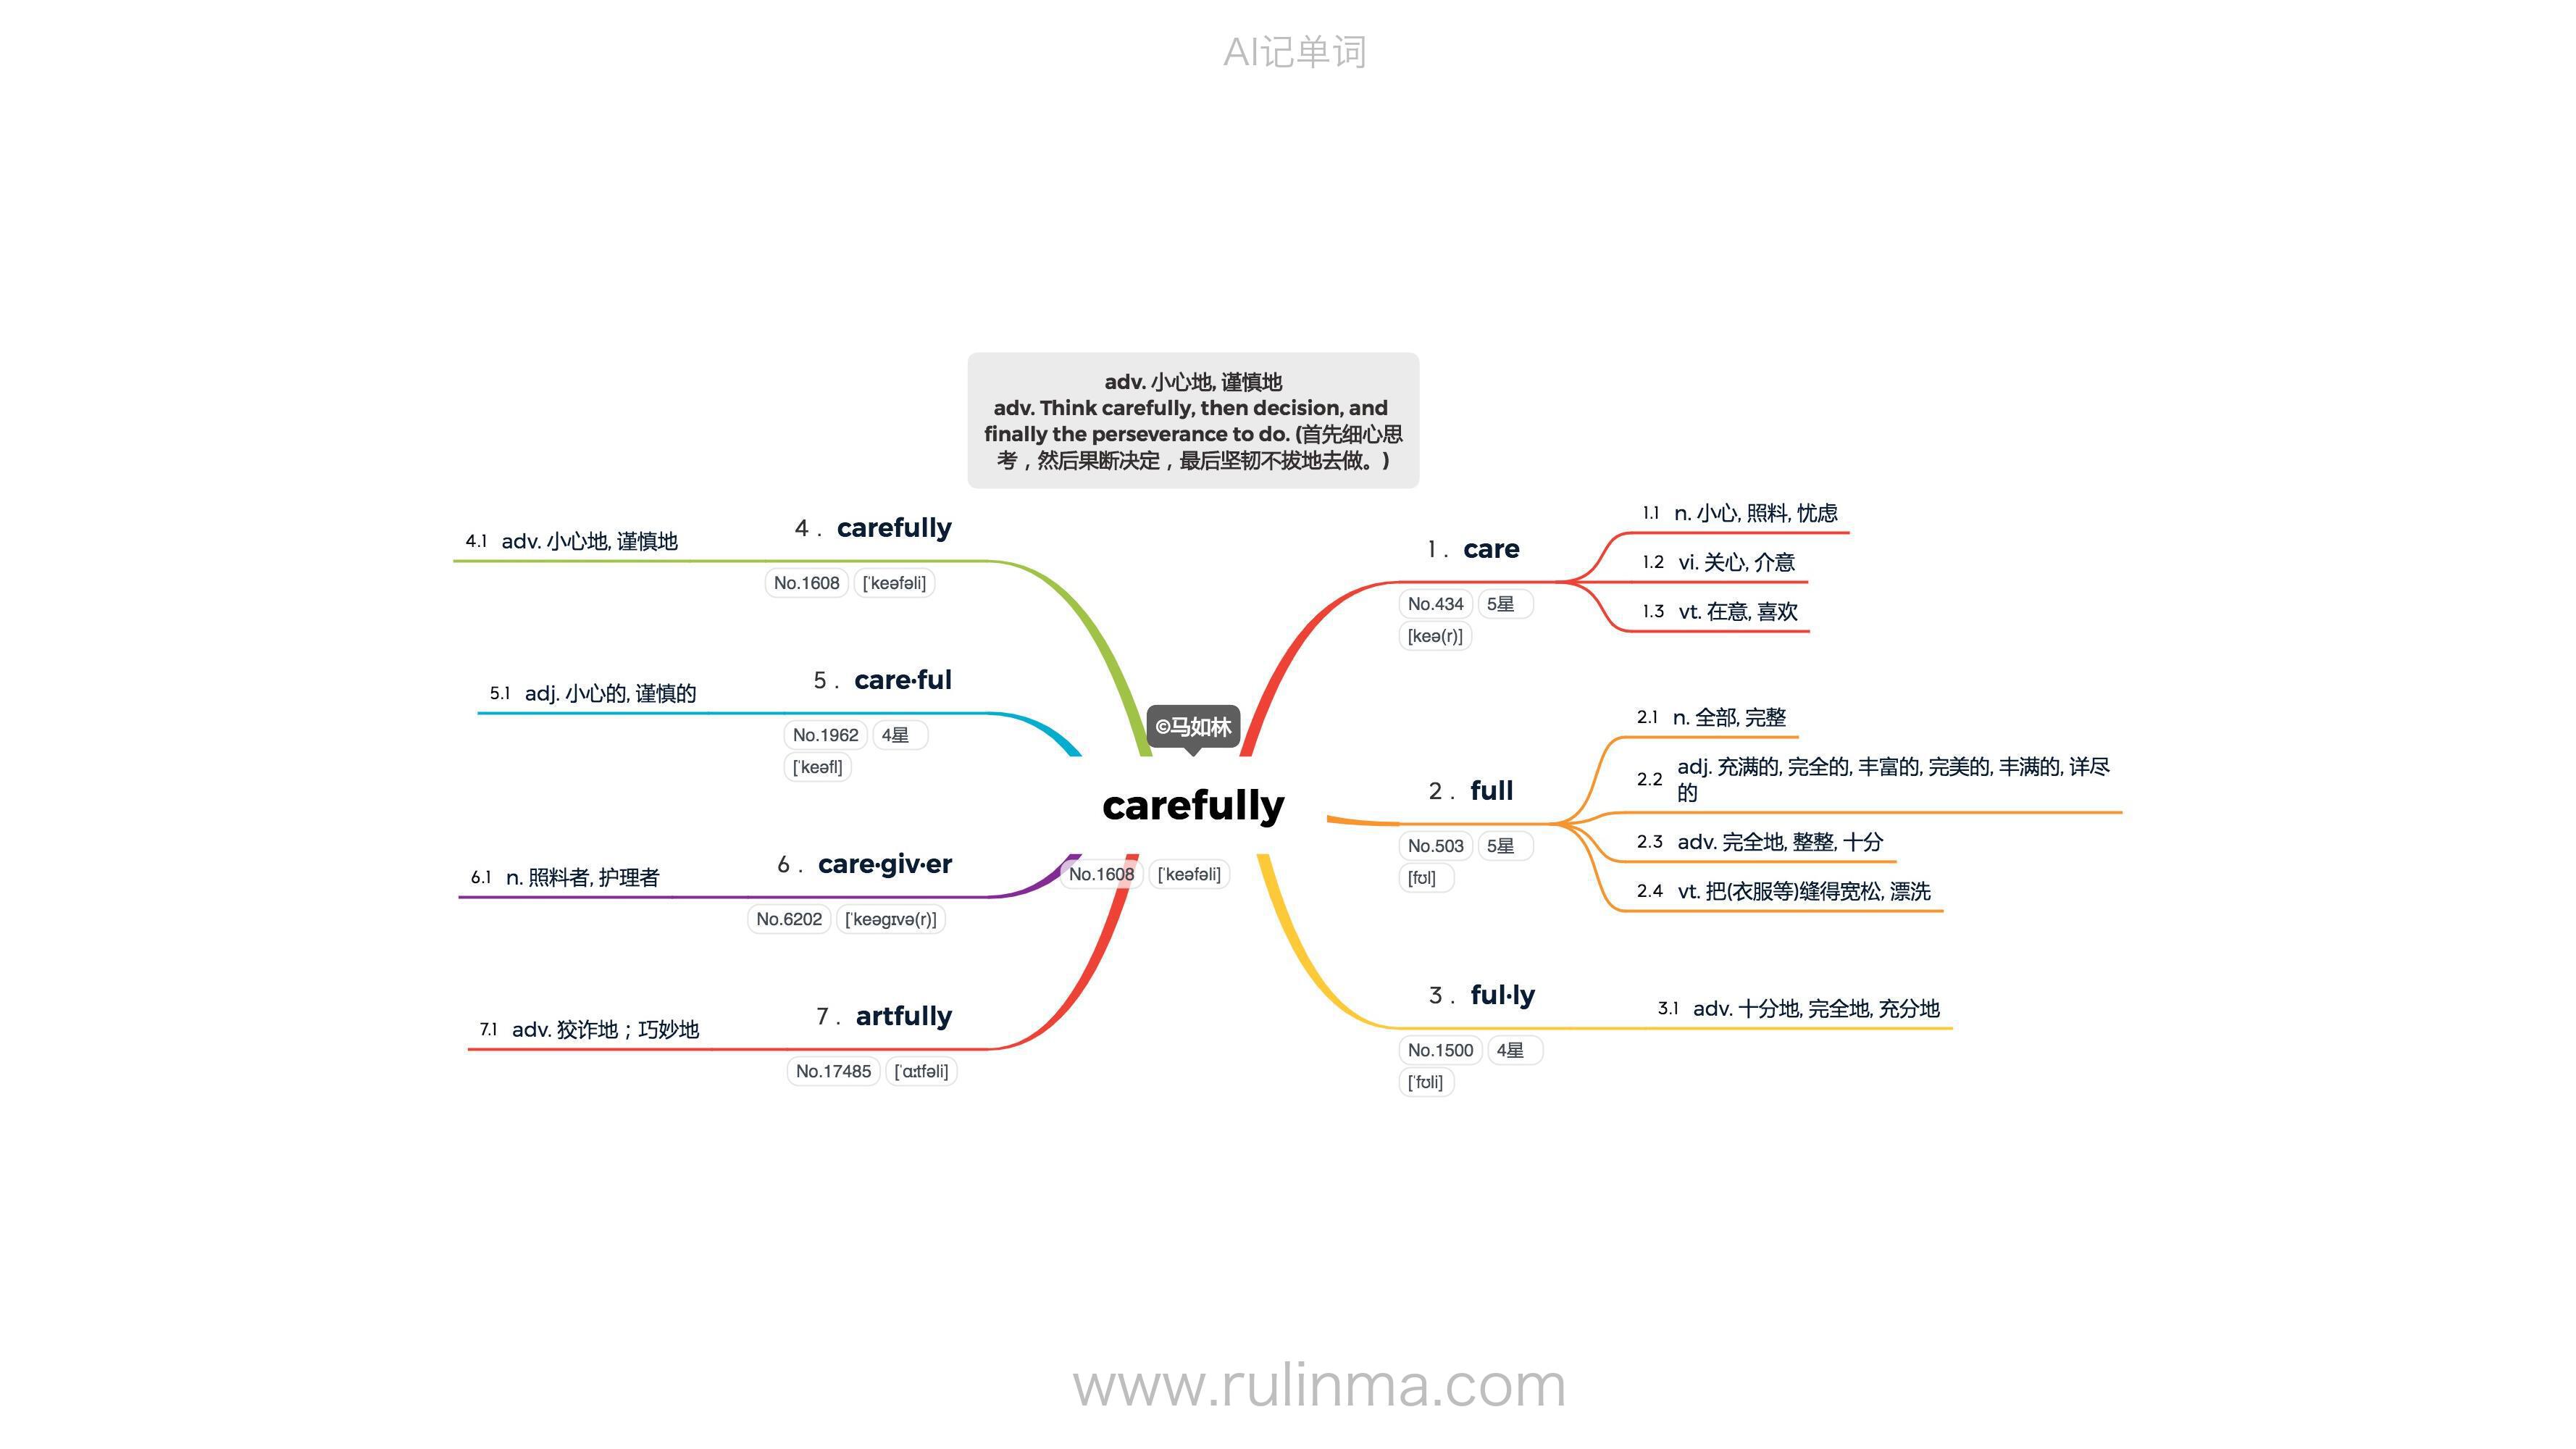 AI记单词
adv. 小心地, 谨慎地
adv. Think carefully, then decision, and
finally the perseverance to do. (首先细心思
考，然后果断决定，最后坚韧不拔地去做。)
©马如林
carefully
No.1608 [ˈkeəfəli]
1 . care
No.434 5星
[keə(r)]
1.1 n. 小心, 照料, 忧虑
1.2 vi. 关心, 介意
1.3 vt. 在意, 喜欢
2 . full
No.503 5星
[fʊl]
2.1 n. 全部, 完整
2.2 adj. 充满的, 完全的, 丰富的, 完美的, 丰满的, 详尽
的
2.3 adv. 完全地, 整整, 十分
2.4 vt. 把(衣服等)缝得宽松, 漂洗
3 . ful·ly
No.1500 4星
[ˈfʊli]
3.1 adv. 十分地, 完全地, 充分地
4 . carefully
No.1608 [ˈkeəfəli]
4.1 adv. 小心地, 谨慎地
5 . care·ful
No.1962 4星
[ˈkeəfl]
5.1 adj. 小心的, 谨慎的
6 . care·giv·er
No.6202 [ˈkeəɡɪvə(r)]
6.1 n. 照料者, 护理者
7 . artfully
No.17485 [ˈɑːtfəli]
7.1 adv. 狡诈地；巧妙地
www.rulinma.com